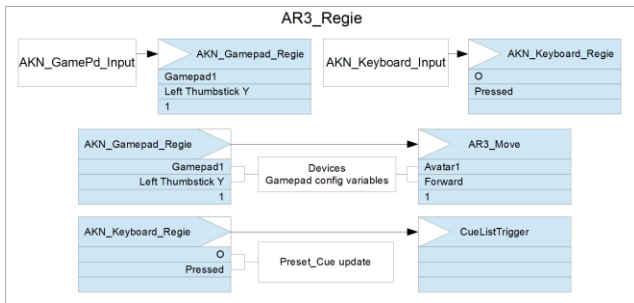 AR3_Regie
AKN_GamePd_Input
AKN_Gamepad_Regie
Gamepad1
Left Thumbstick Y
1
AKN_Keyboard_Input
AKN_Keyboard_Regie
O
Pressed
AKN_Gamepad_Regie
Gamepad1
Left Thumbstick Y
1
Devices
Gamepad config variables
AR3_Move
Avatar1
Forward
1
AKN_Keyboard_Regie
O
Pressed
Preset_Cue update
CueListTrigger